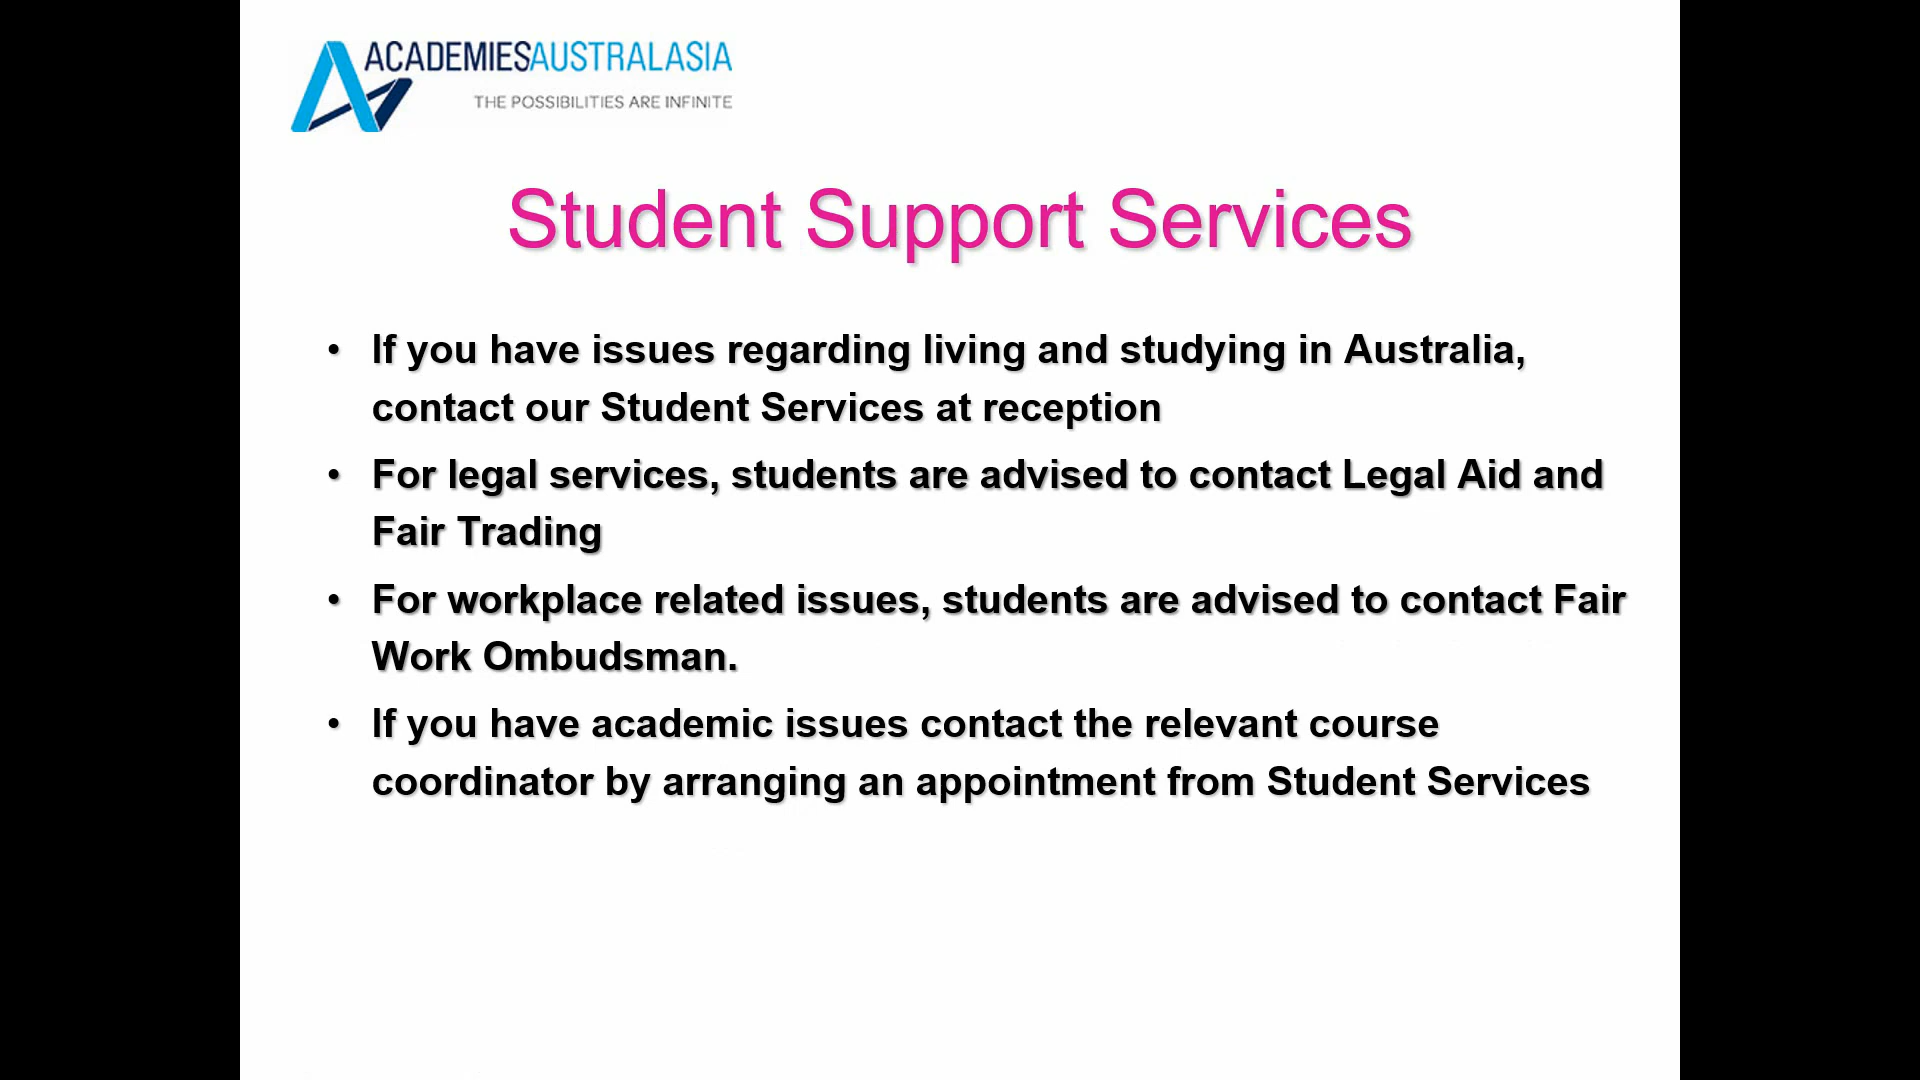 ACADEMIESAUSTRALASIA
THE POSSIBILITIES ARE INFINITE
Student Support Services
• If you have issues regarding living and studying in Australia,
contact our Student Services at reception
• For legal services, students are advised to contact Legal Aid and
Fair Trading
• For workplace related issues, students are advised to contact Fair
Work Ombudsman.
• If you have academic issues contact the relevant course
coordinator by arranging an appointment from Student Services